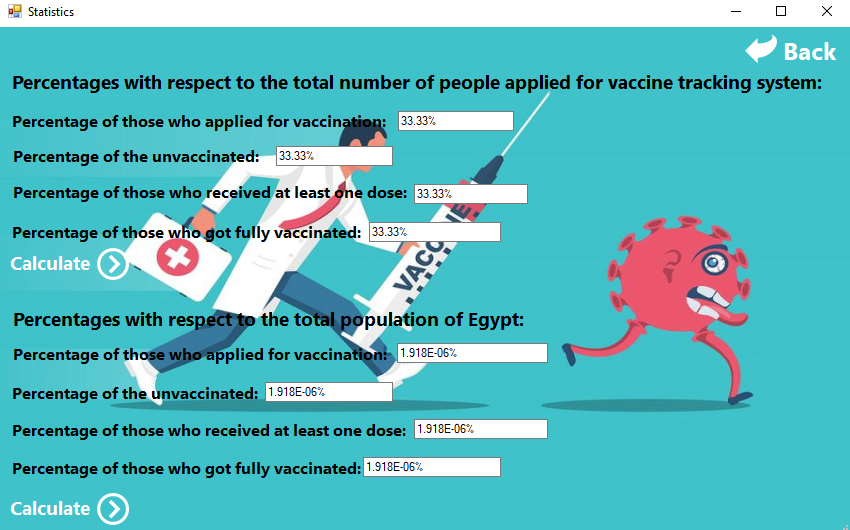 Statistics
Back
Percentages with respect to the total number of people applied for vaccine tracking system:
Percentage of those who applied for vaccination: 33.33%
Percentage of the unvaccinated: 33.33%
Percentage of those who received at least one dose: 33.33%
Percentage of those who got fully vaccinated: 33.33%
VACCINE
Calculate
Percentages with respect to the total population of Egypt:
Percentage of those who applied for vaccination: 1.918E-06%
Percentage of the unvaccinated: 1.918E-06%
Percentage of those who received at least one dose: 1.918E-06%
Percentage of those who got fully vaccinated: 1.918E-06%
Calculate